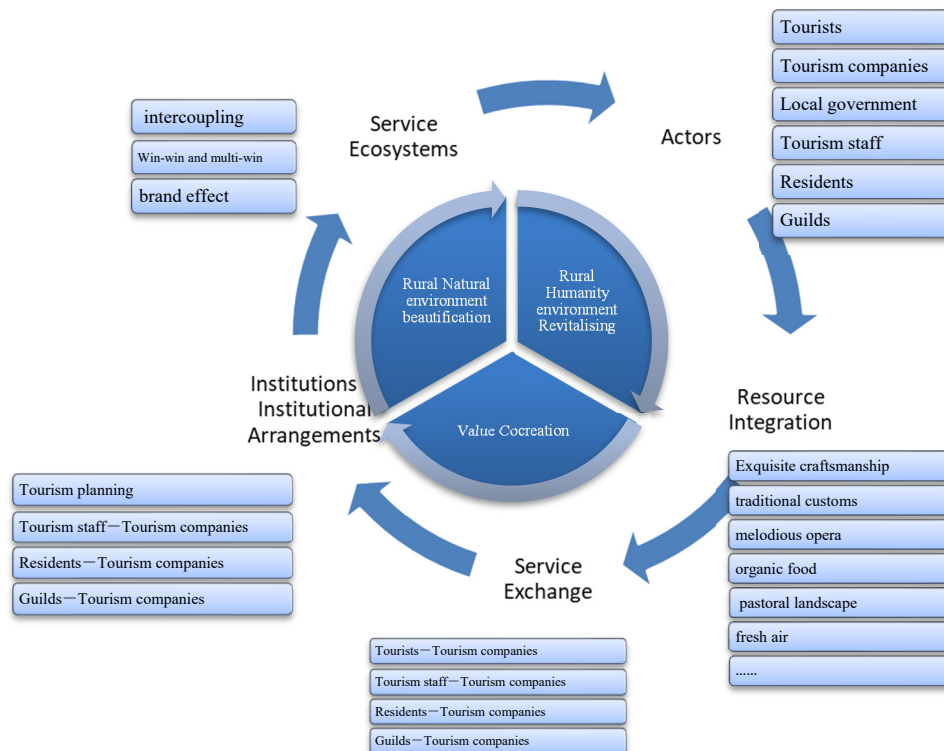 Service
Ecosystems
intercoupling
Win-win and multi-win
brand effect
Actors
Tourists
Tourism companies
Local government
Tourism staff
Residents
Guilds
Rural Natural
environment
beautification
Rural
Humanity
environment
Revitalising
Value Cocreation
Resource
Integration
Exquisite craftsmanship
traditional customs
melodious opera
organic food
pastoral landscape
fresh air
......
Service
Exchange
Tourists—Tourism companies
Tourism staff—Tourism companies
Residents—Tourism companies
Guilds—Tourism companies
Institutions
Institutional
Arrangements
Tourism planning
Tourism staff—Tourism companies
Residents—Tourism companies
Guilds—Tourism companies